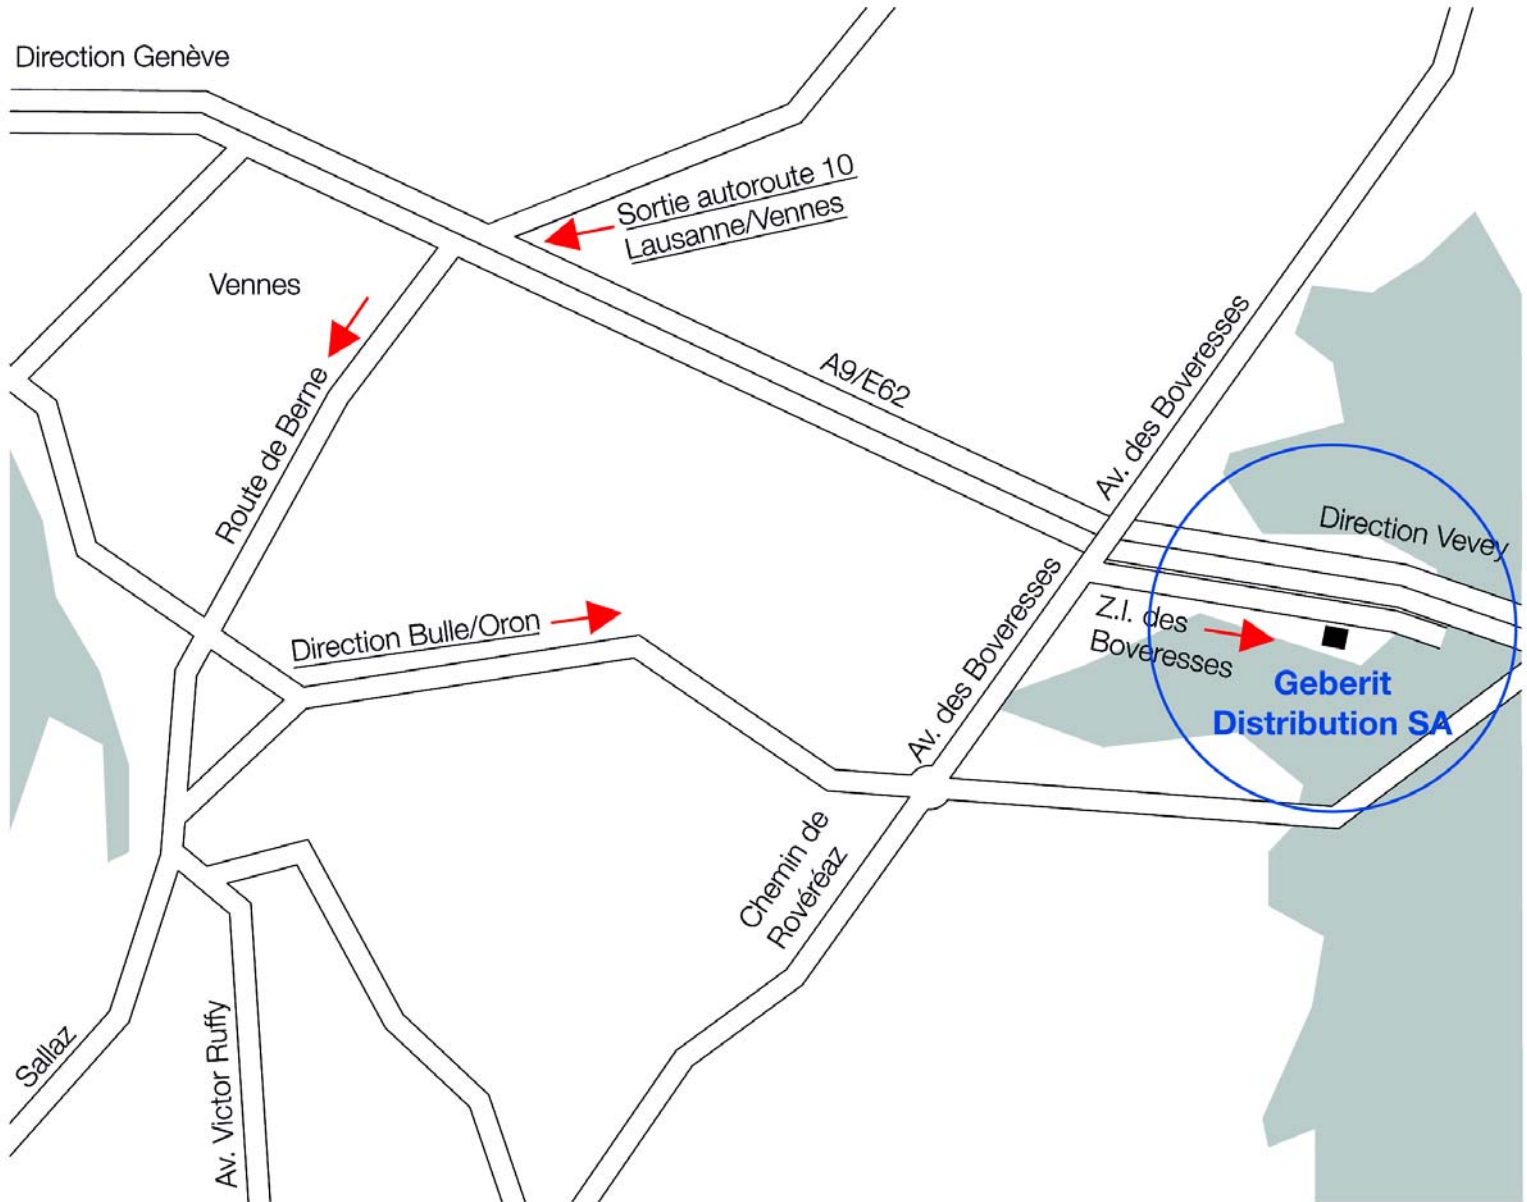 Direction Genève
Sortie autoroute 10
Lausanne/Vennes
Vennes
A9/E62
Av. des Boveresses
Route de Berne
Direction Vevey
Direction Bulle/Oron
Av. des Boveresses
Z.I. des
Boveresses
Geberit
Distribution SA
Chemin de
Rovéréaz
Sallaz
Av. Victor Ruffy